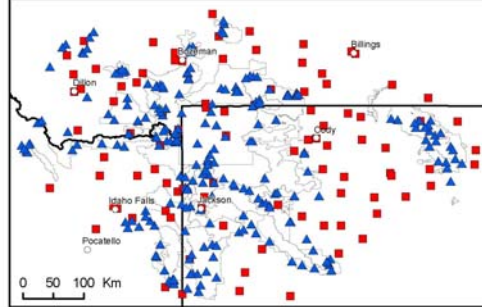 Billings
Bozeman
Dillon
Cody
Idaho Falls
Jackson
Pocatello
0 50 100 Km